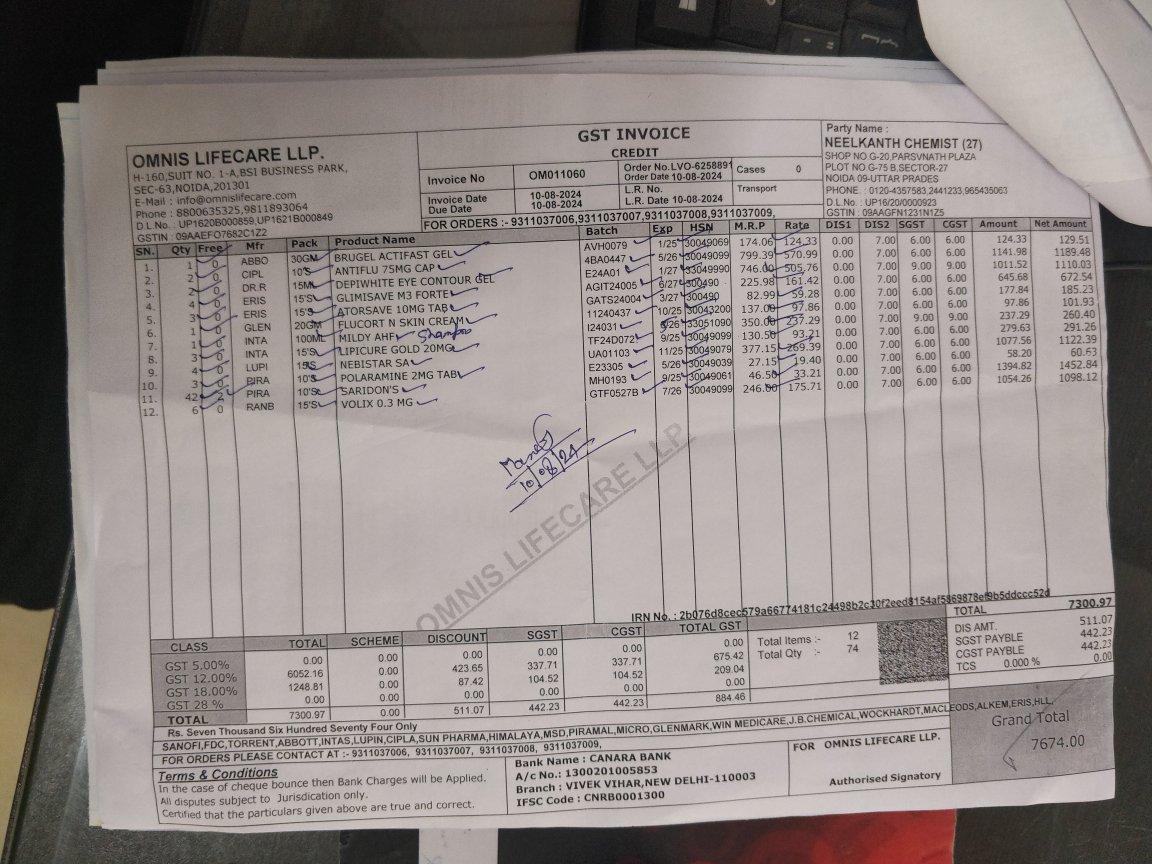 OMNIS LIFECARE LLP.
H-160,SUIT NO. 1-A,BSI BUSINESS PARK,
SEC-63,NOIDA,201301
E-Mail : info@omnislifecare.com
Phone : 8800635325,9811893064
D L No. : UP1620B000859,UP1621B000849
GSTIN : 09AAEFO7682C1Z2
GST INVOICE
CREDIT
Invoice No OM011060
Order No.LVO-6258891
Order Date 10-08-2024
Cases 0
Invoice Date 10-08-2024
Due Date 10-08-2024
L.R. No.
L.R. Date 10-08-2024
Transport
FOR ORDERS:- 9311037006,9311037007,9311037008,9311037009,
Party Name :
NEELKANTH CHEMIST (27)
SHOP NO.G-20,PARSVNATH PLAZA
PLOT NO.G-75 B,SECTOR-27
NOIDA 09-UTTAR PRADES
PHONE. : 0120-4357583,2441233,965435063
D L NO. : UP16/20/0000923
GSTIN : 09AAGFN1231N1Z5
SN. Qty Free Mfr Pack Product Name Batch Exp HSN M.R.P Rate DIS1 DIS2 SGST CGST Amount Net Amount
1. 1 0 ABBO 30GM BRUGEL ACTIFAST GEL AVH0079 1/25 30049069 174.06 124.33 0.00 7.00 6.00 6.00 124.33 129.51
2. 2 0 CIPL 10'S ANTIFLU 75MG CAP 4BA0447 5/26 30049099 799.39 570.99 0.00 7.00 6.00 6.00 1141.98 1189.48
3. 2 0 DR.R 15ML DEPIWHITE EYE CONTOUR GEL E24A01 1/27 33049990 746.00 505.76 0.00 7.00 9.00 9.00 1011.52 1110.03
4. 4 0 ERIS 15'S GLIMISAVE M3 FORTE AGIT24005 6/27 300490 225.98 161.42 0.00 7.00 6.00 6.00 645.68 672.54
5. 3 0 ERIS 15'S ATORSAVE 10MG TAB GATS24004 3/27 300490 82.99 59.28 0.00 7.00 6.00 6.00 177.84 185.23
6. 1 0 GLEN 20GM FLUCORT N SKIN CREAM 11240437 10/25 30043200 137.00 97.86 0.00 7.00 6.00 6.00 97.86 101.93
7. 1 0 INTA 100ML MILDY AHF Shampoo I24031 33051090 350.00 237.29 0.00 7.00 9.00 9.00 237.29 260.40
8. 3 0 INTA 15'S LIPICURE GOLD 20MG TF24D072 9/25 30049099 130.50 93.21 0.00 7.00 6.00 6.00 279.63 291.26
9. 4 0 LUPI 15'S NEBISTAR SA UA01103 11/25 30049079 377.15 269.39 0.00 7.00 6.00 6.00 1077.56 1122.39
10. 3 0 PIRA 10'S POLARAMINE 2MG TAB E23305 5/26 30049039 27.15 19.40 0.00 7.00 6.00 6.00 58.20 60.63
11. 42 2 PIRA 10'S SARIDON'S MH0193 9/25 30049061 46.50 33.21 0.00 7.00 6.00 6.00 1394.82 1452.84
12. 6 0 RANB 15'S VOLIX 0.3 MG GTF0527B 7/26 30049099 246.00 175.71 0.00 7.00 6.00 6.00 1054.26 1098.12
10/08/24
OMNIS LIFECARE LLP
IRN No. : 2b076d8cec579a66774181c24498b2c30f2eed8154af5869878ef9b5ddccc52d
CLASS TOTAL SCHEME DISCOUNT SGST CGST TOTAL GST
GST 5.00% 0.00 0.00 0.00 0.00 0.00 0.00
GST 12.00% 6052.16 0.00 423.65 337.71 337.71 675.42
GST 18.00% 1248.81 0.00 87.42 104.52 104.52 209.04
GST 28 % 0.00 0.00 0.00 0.00 0.00 0.00
TOTAL 7300.97 0.00 511.07 442.23 442.23 884.46
Total Items :- 12
Total Qty :- 74
TOTAL 7300.97
DIS AMT. 511.07
SGST PAYBLE 442.23
CGST PAYBLE 442.23
TCS 0.000 % 0.00
Rs. Seven Thousand Six Hundred Seventy Four Only
SANOFI,FDC,TORRENT,ABBOTT,INTAS,LUPIN,CIPLA,SUN PHARMA,HIMALAYA,MSD,PIRAMAL,MICRO,GLENMARK,WIN MEDICARE,J.B.CHEMICAL,WOCKHARDT,MACLEODS,ALKEM,ERIS,HLL
FOR ORDERS PLEASE CONTACT AT :- 9311037006, 9311037007, 9311037008, 9311037009,
Grand Total
7674.00
Terms & Conditions
In the case of cheque bounce then Bank Charges will be Applied.
All disputes subject to Jurisdication only.
Certified that the particulars given above are true and correct.
Bank Name : CANARA BANK
A/c No.: 1300201005853
Branch : VIVEK VIHAR,NEW DELHI-110003
IFSC Code : CNRB0001300
FOR OMNIS LIFECARE LLP.
Authorised Signatory